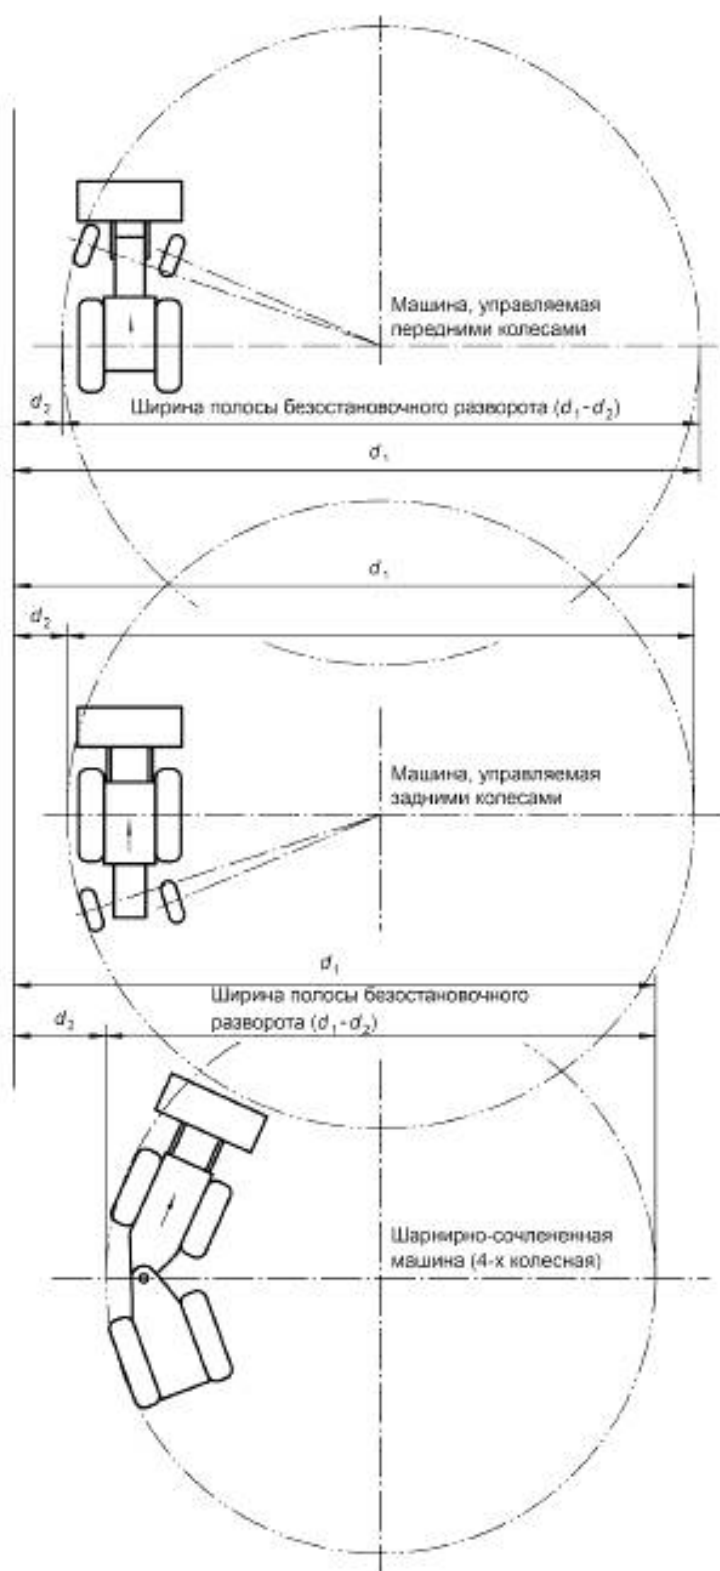 Машина, управляемая
передними колесами
d₂
Ширина полосы безостановочного разворота (d₁-d₂)
d₁
d₁
d₂
Машина, управляемая
задними колесами
d₁
Ширина полосы безостановочного
d₂
разворота (d₁-d₂)
Шарнирно-сочлененная
машина (4-х колесная)